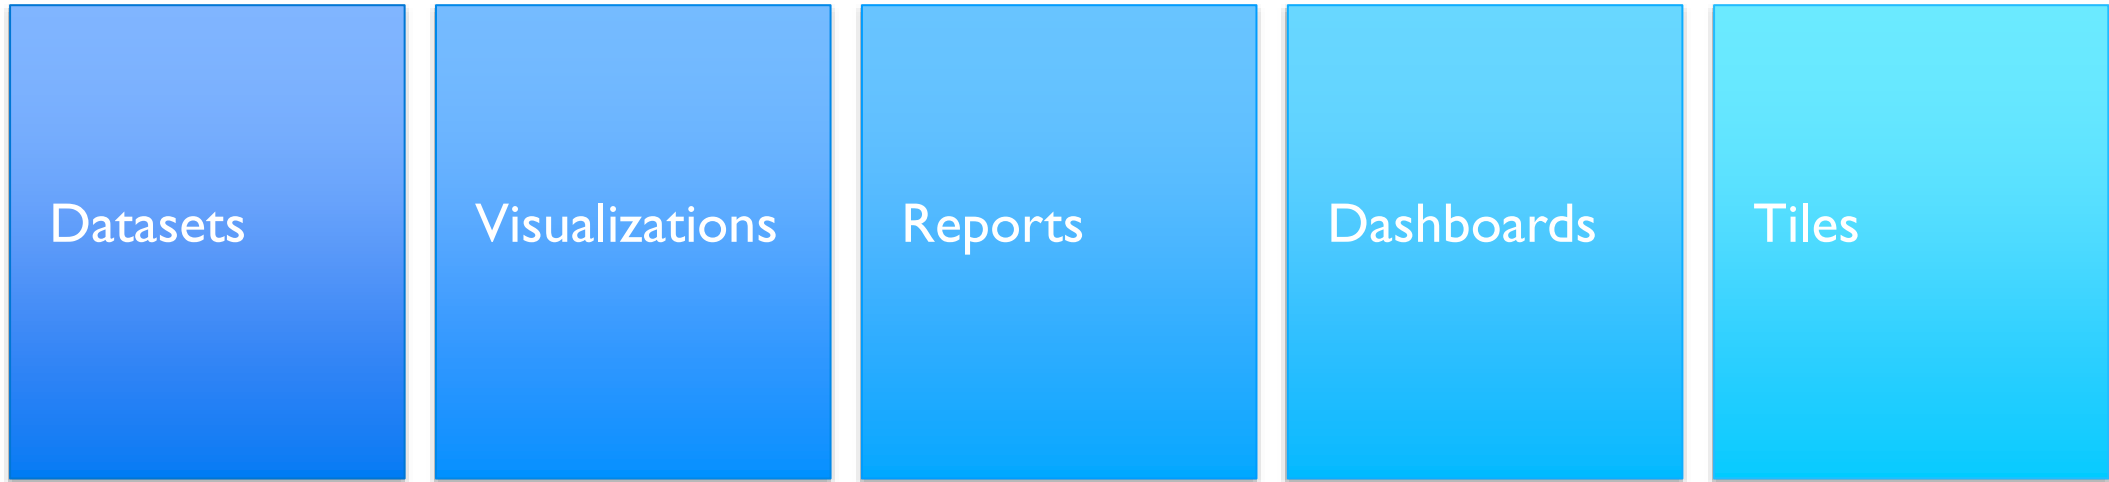 Datasets
Visualizations
Reports
Dashboards
Tiles